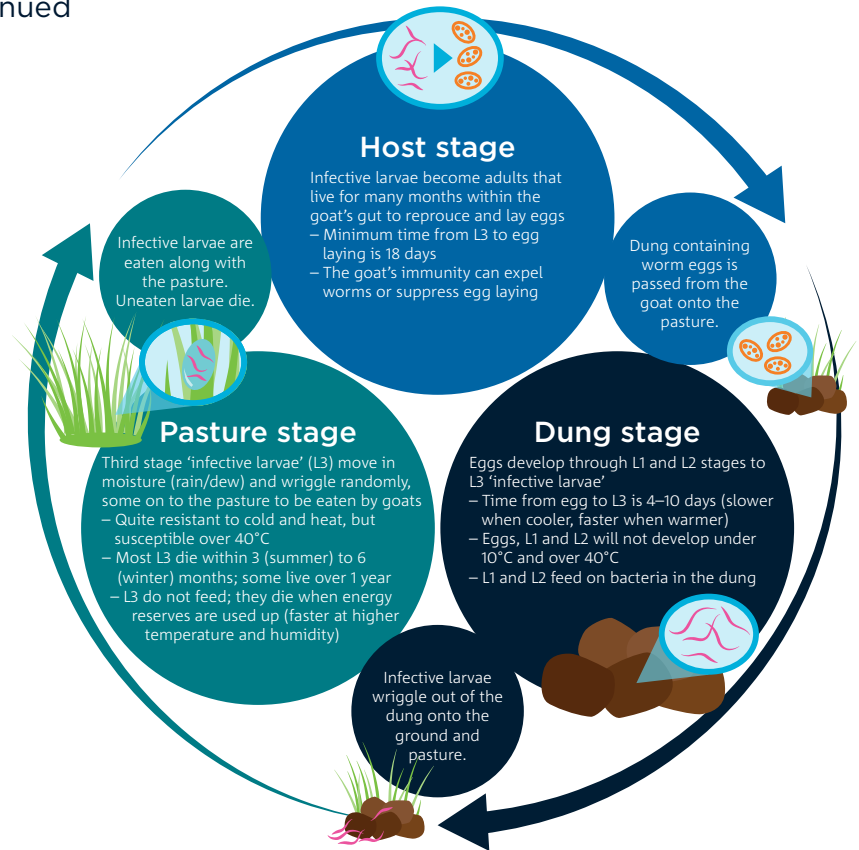 nued
Host stage
Infective larvae become adults that
live for many months within the
goat's gut to reprouce and lay eggs
– Minimum time from L3 to egg
laying is 18 days
– The goat's immunity can expel
worms or suppress egg laying
Dung containing
worm eggs is
passed from the
goat onto the
pasture.
Dung stage
Eggs develop through L1 and L2 stages to
L3 ‘infective larvae’
– Time from egg to L3 is 4–10 days (slower
when cooler, faster when warmer)
– Eggs, L1 and L2 will not develop under
10°C and over 40°C
– L1 and L2 feed on bacteria in the dung
Infective larvae
wriggle out of the
dung onto the
ground and
pasture.
Pasture stage
Third stage ‘infective larvae’ (L3) move in
moisture (rain/dew) and wriggle randomly,
some on to the pasture to be eaten by goats
– Quite resistant to cold and heat, but
susceptible over 40°C
– Most L3 die within 3 (summer) to 6
(winter) months; some live over 1 year
– L3 do not feed; they die when energy
reserves are used up (faster at higher
temperature and humidity)
Infective larvae are
eaten along with
the pasture.
Uneaten larvae die.